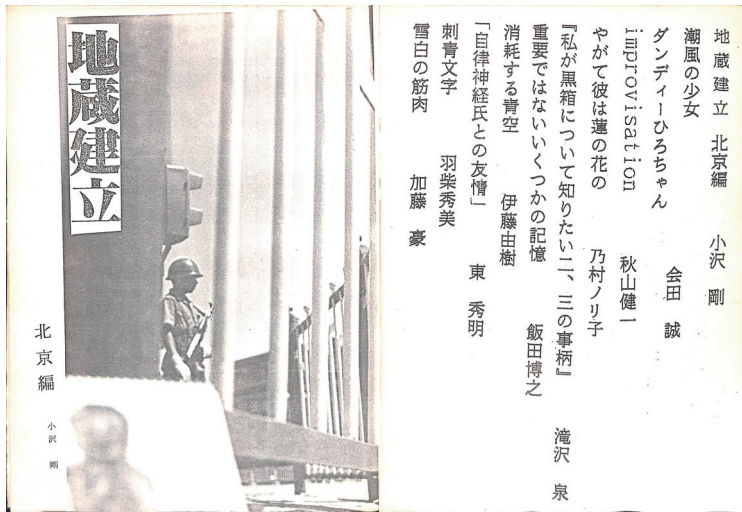 地蔵建立 北京編 小沢 剛
潮風の少女
ダンディーひろちゃん 会田 誠
improvisation 秋山健一
やがて彼は蓮の花の 乃村ノリ子
『私が黒箱について知りたい二、三の事柄』 滝沢 泉
重要ではないいくつかの記憶 飯田博之
消耗する青空 伊藤由樹
「自律神経氏との友情」 東 秀明
刺青文字 羽柴秀美
雪白の筋肉 加藤 豪
地蔵建立
北京編
小沢 剛